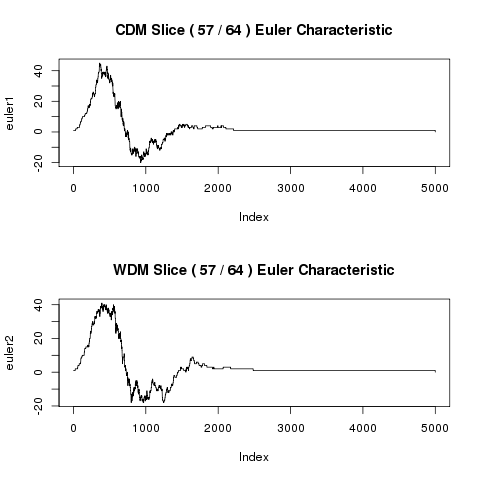 CDM Slice ( 57 / 64 ) Euler Characteristic
euler1
40
20
0
-20
0 1000 2000 3000 4000 5000
Index
WDM Slice ( 57 / 64 ) Euler Characteristic
euler2
40
20
0
-20
0 1000 2000 3000 4000 5000
Index